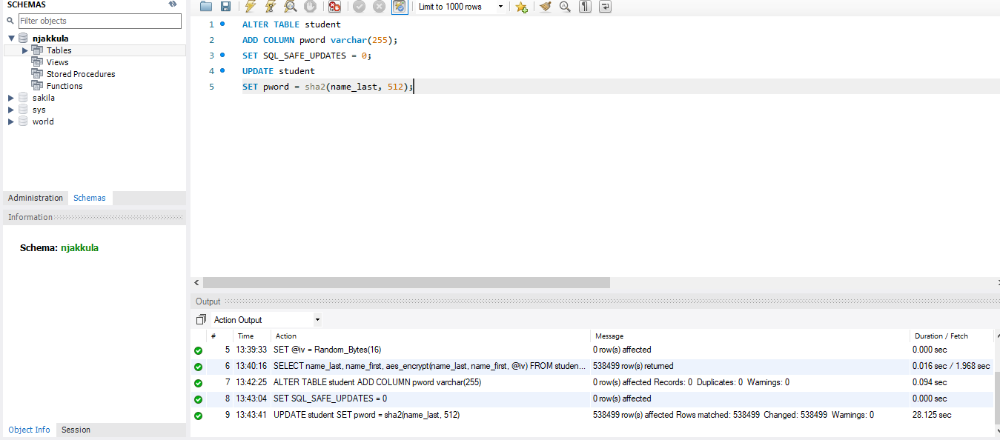 SCHEMAS
Filter objects
njakkula
Tables
Views
Stored Procedures
Functions
sakila
sys
world
Administration Schemas
Information
Schema: njakkula
Object Info Session
Limit to 1000 rows
1 ALTER TABLE student
2 ADD COLUMN pword varchar(255);
3 SET SQL_SAFE_UPDATES = 0;
4 UPDATE student
5 SET pword = sha2(name_last, 512);
Output
Action Output
# Time Action Message Duration / Fetch
5 13:39:33 SET @iv = Random_Bytes(16) 0 row(s) affected 0.000 sec
6 13:40:16 SELECT name_last, name_first, aes_encrypt(name_last, name_first, @iv) FROM studen... 538499 row(s) returned 0.016 sec / 1.968 sec
7 13:42:25 ALTER TABLE student ADD COLUMN pword varchar(255) 0 row(s) affected Records: 0 Duplicates: 0 Warnings: 0 0.094 sec
8 13:43:04 SET SQL_SAFE_UPDATES = 0 0 row(s) affected 0.000 sec
9 13:43:41 UPDATE student SET pword = sha2(name_last, 512) 538499 row(s) affected Rows matched: 538499 Changed: 538499 Warnings: 0 28.125 sec